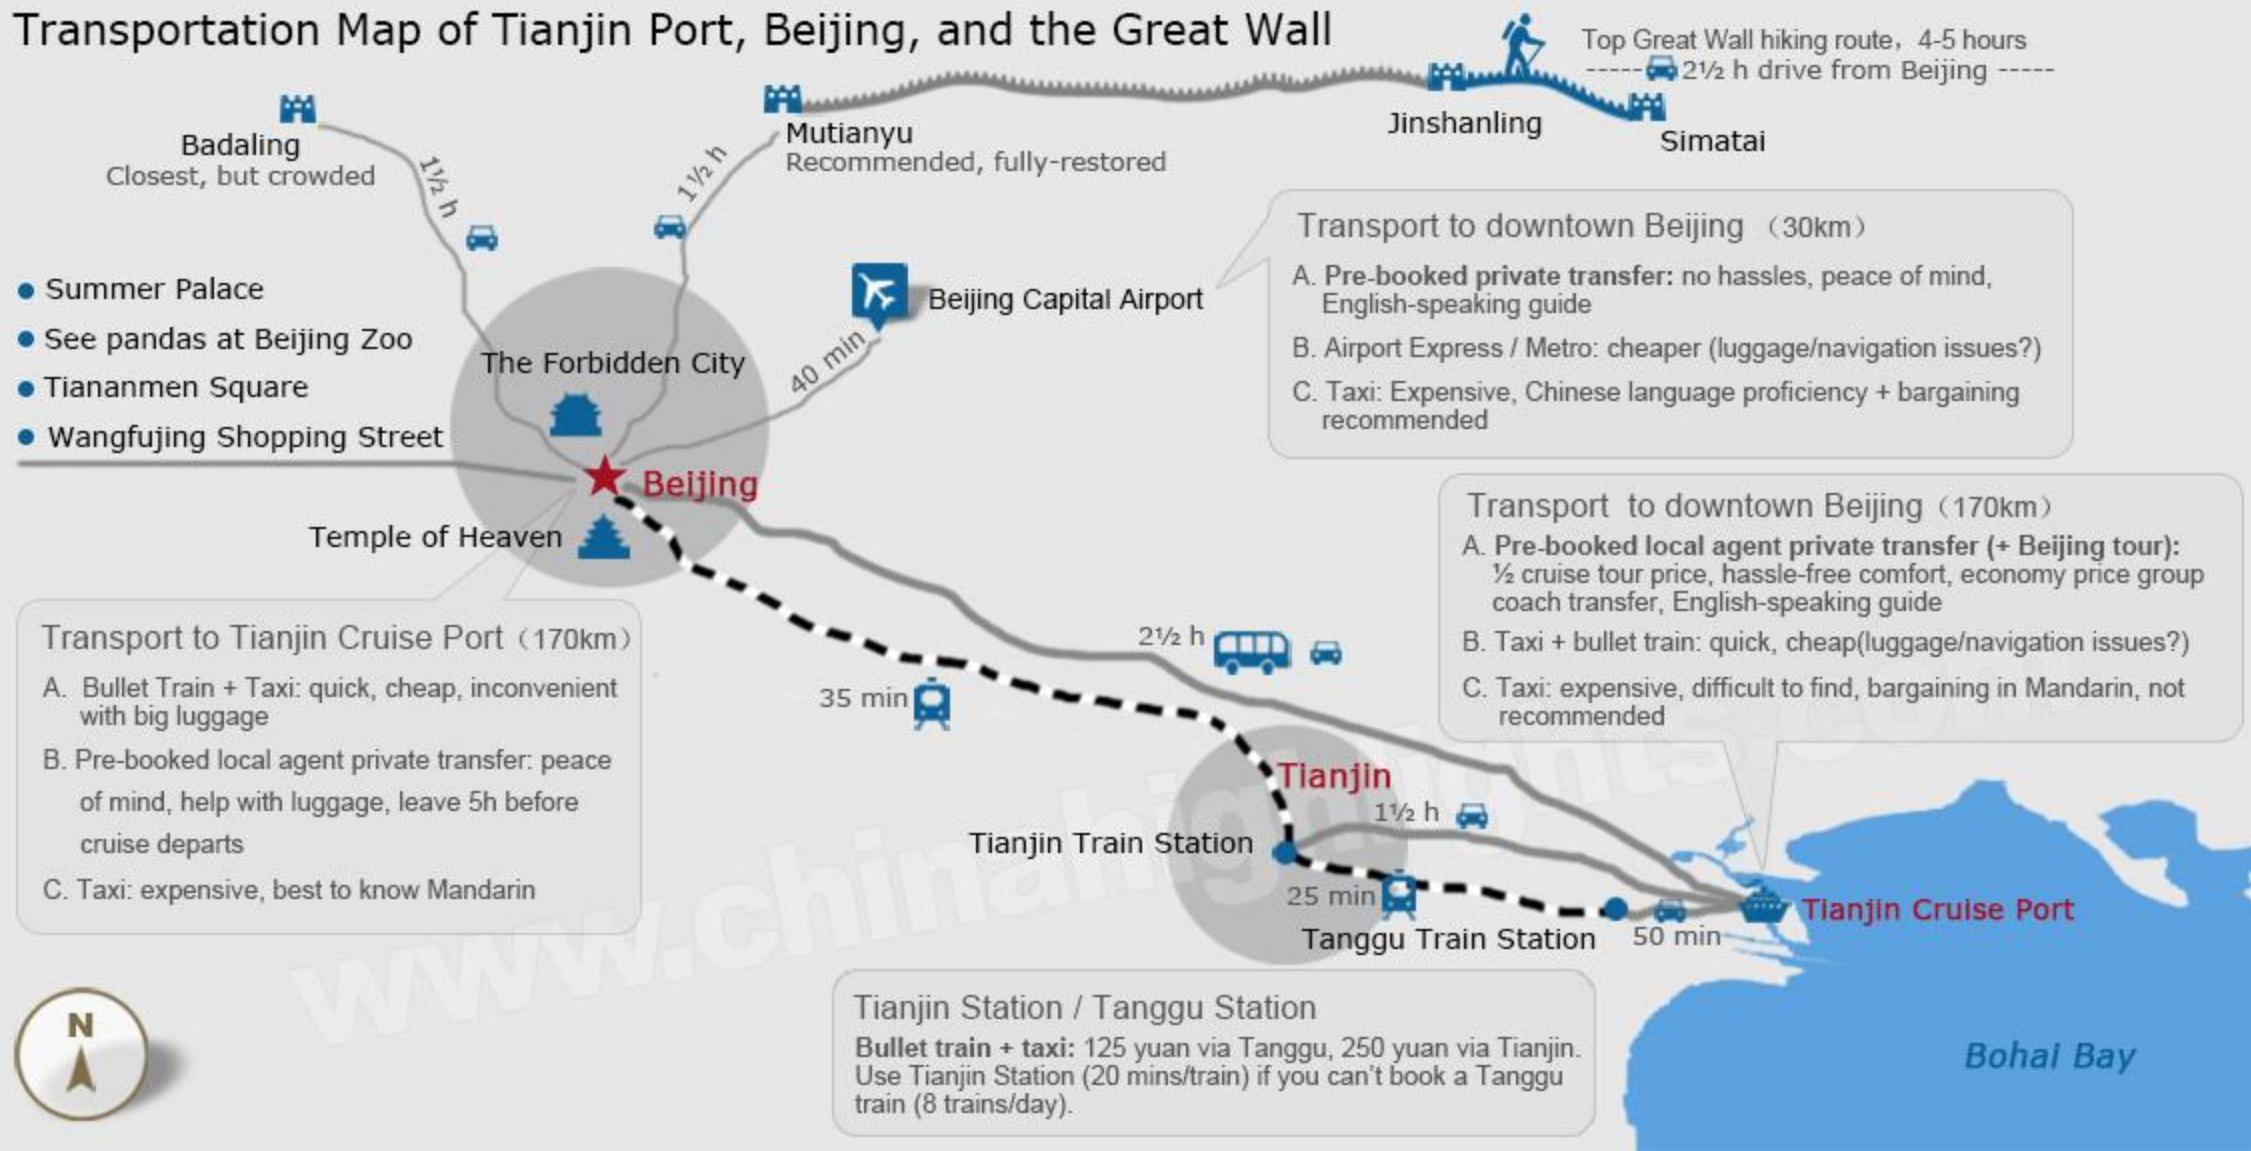 Transportation Map of Tianjin Port, Beijing, and the Great Wall
Top Great Wall hiking route, 4-5 hours
-----2½ h drive from Beijing -----
Badaling
Closest, but crowded
1½ h
Mutianyu
Recommended, fully-restored
1½ h
Jinshanling
Simatai
Transport to downtown Beijing （30km）
A. Pre-booked private transfer: no hassles, peace of mind,
English-speaking guide
B. Airport Express / Metro: cheaper (luggage/navigation issues?)
C. Taxi: Expensive, Chinese language proficiency + bargaining
recommended
Beijing Capital Airport
40 min
• Summer Palace
• See pandas at Beijing Zoo
• Tiananmen Square
• Wangfujing Shopping Street
The Forbidden City
Beijing
Temple of Heaven
Transport to downtown Beijing（170km）
A. Pre-booked local agent private transfer (+ Beijing tour):
½ cruise tour price, hassle-free comfort, economy price group
coach transfer, English-speaking guide
B. Taxi + bullet train: quick, cheap(luggage/navigation issues?)
C. Taxi: expensive, difficult to find, bargaining in Mandarin, not
recommended
Transport to Tianjin Cruise Port（170km）
A. Bullet Train + Taxi: quick, cheap, inconvenient
with big luggage
B. Pre-booked local agent private transfer: peace
of mind, help with luggage, leave 5h before
cruise departs
C. Taxi: expensive, best to know Mandarin
2½ h
35 min
Tianjin
1½ h
Tianjin Train Station
25 min
Tanggu Train Station
50 min
Tianjin Cruise Port
Tianjin Station / Tanggu Station
Bullet train + taxi: 125 yuan via Tanggu, 250 yuan via Tianjin.
Use Tianjin Station (20 mins/train) if you can't book a Tanggu
train (8 trains/day).
Bohai Bay
N
www.chinahighlights.com